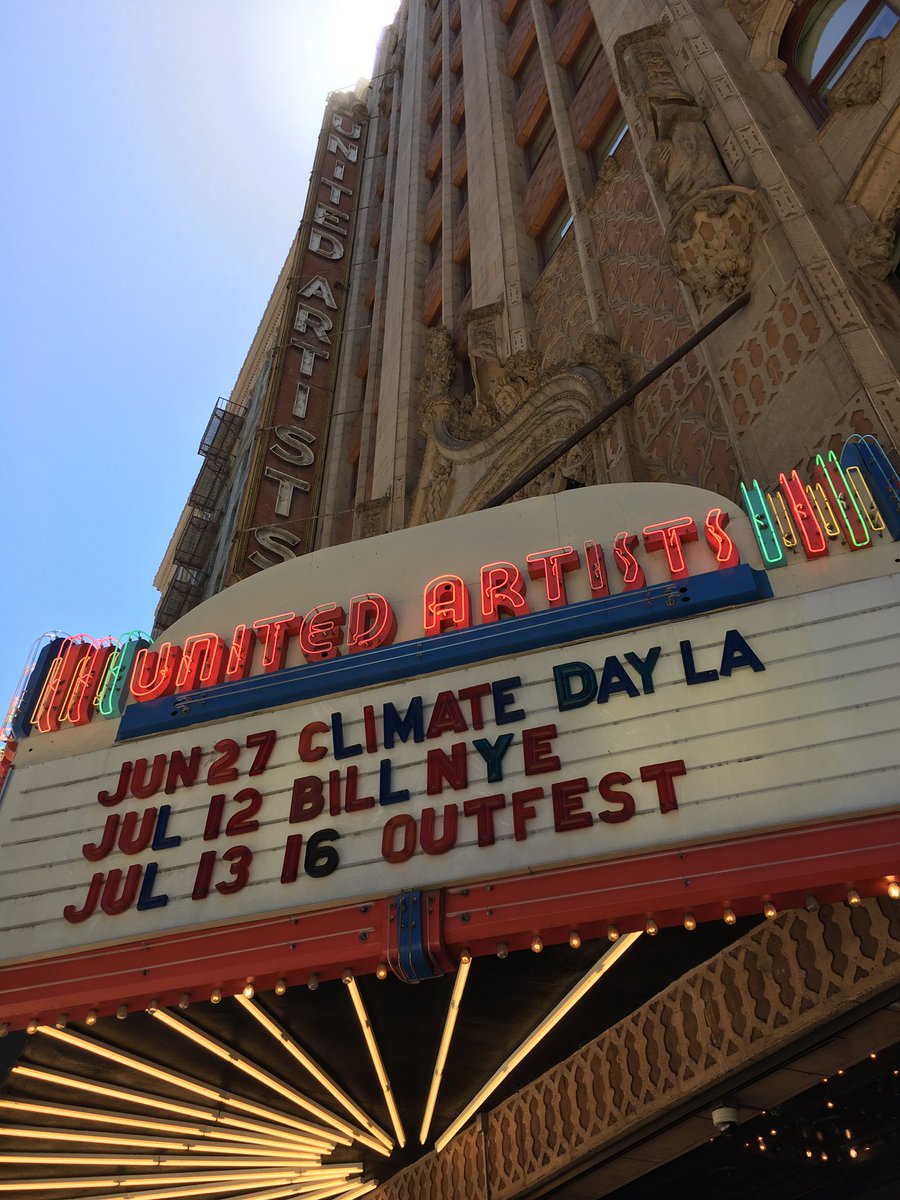 UNITED ARTISTS
UNITED ARTISTS
JUN 27 CLIMATE DAY LA
JUL 12 BILL NYE
JUL 13 16 OUTFEST